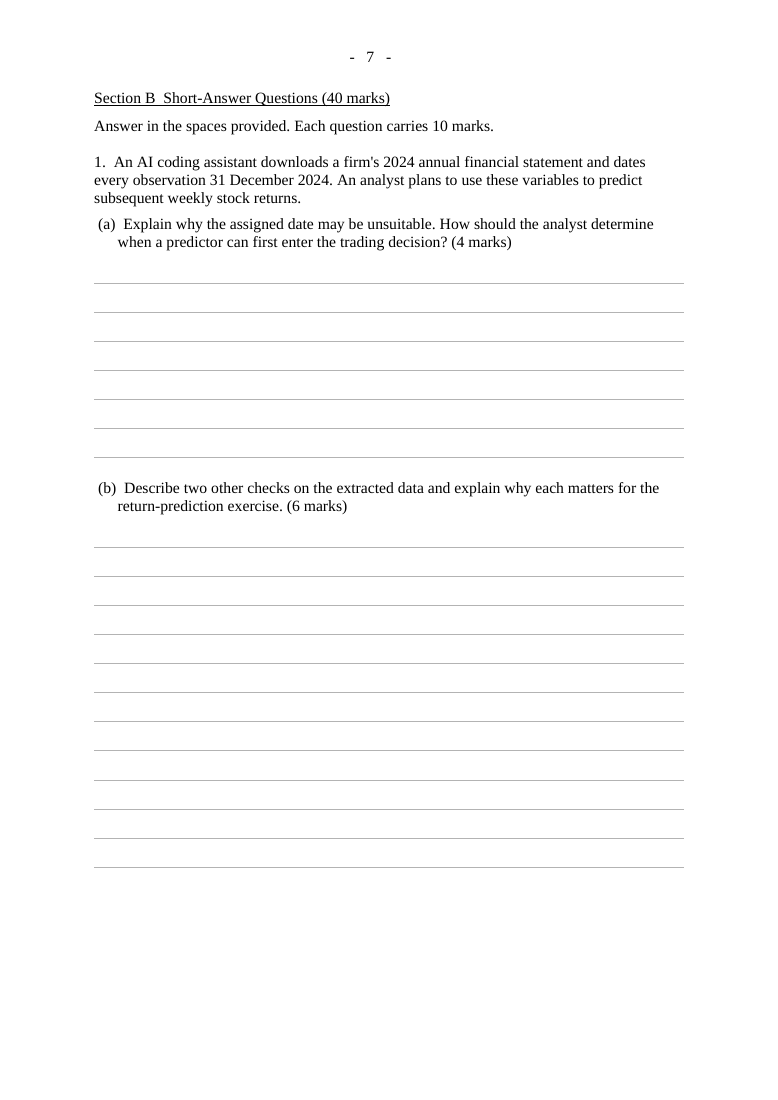 - 7 -
Section B Short-Answer Questions (40 marks)
Answer in the spaces provided. Each question carries 10 marks.
1. An AI coding assistant downloads a firm's 2024 annual financial statement and dates
every observation 31 December 2024. An analyst plans to use these variables to predict
subsequent weekly stock returns.
(a) Explain why the assigned date may be unsuitable. How should the analyst determine
when a predictor can first enter the trading decision? (4 marks)
(b) Describe two other checks on the extracted data and explain why each matters for the
return-prediction exercise. (6 marks)